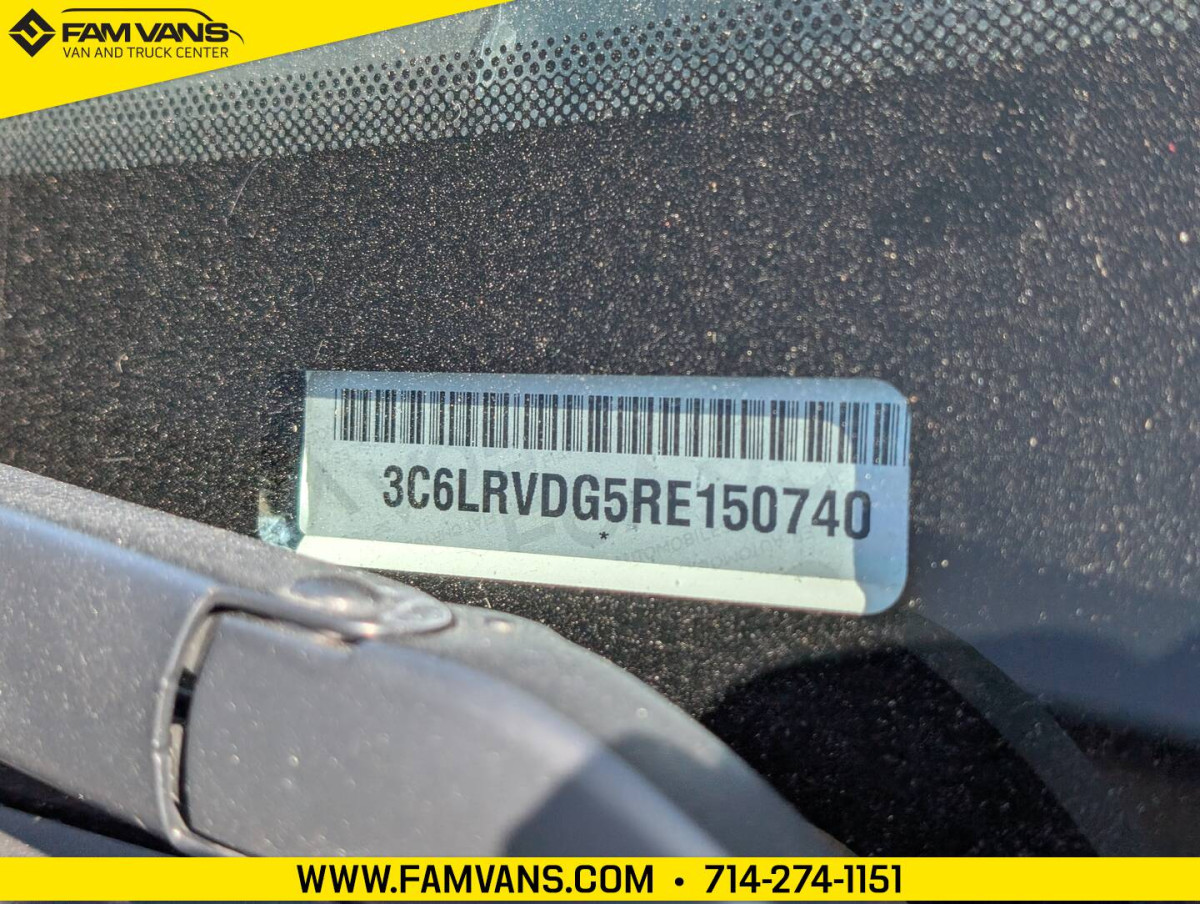 FAM VANS
VAN AND TRUCK CENTER
3C6LRVDG5RE150740
*
WWW.FAMVANS.COM • 714-274-1151